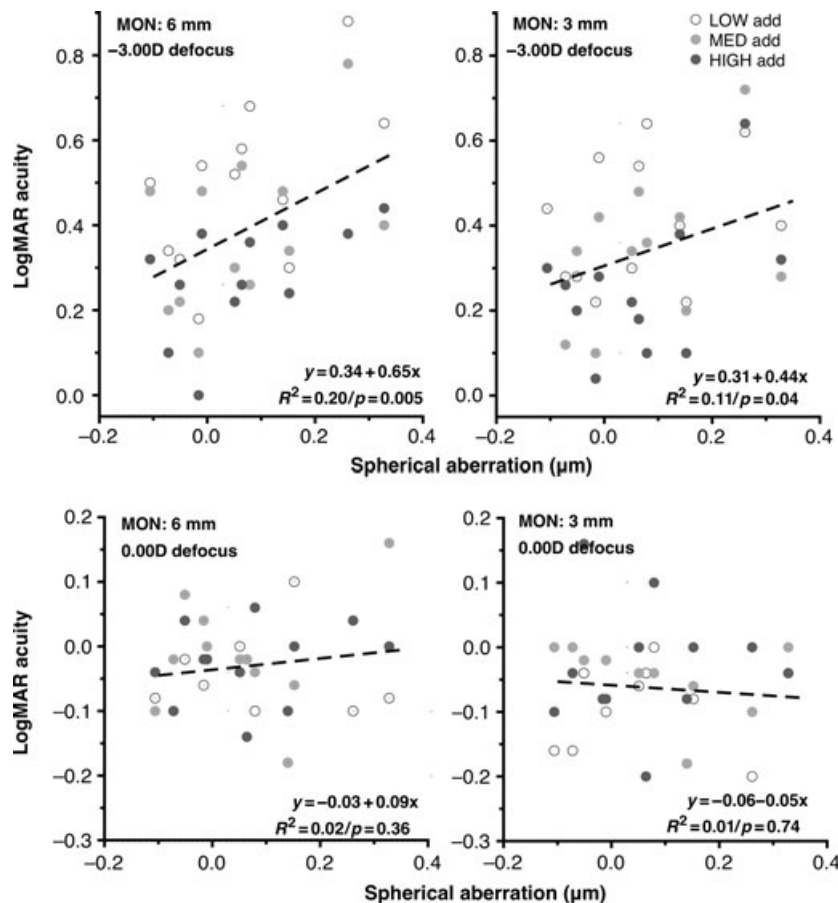 MON: 6 mm
−3.00D defocus
LogMAR acuity
0.8
0.6
0.4
0.2
0.0
y = 0.34 + 0.65x
R² = 0.20/p = 0.005
−0.2 0.0 0.2 0.4
MON: 3 mm
−3.00D defocus
LOW add
MED add
HIGH add
0.8
0.6
0.4
0.2
0.0
y = 0.31 + 0.44x
R² = 0.11/p = 0.04
−0.2 0.0 0.2 0.4
Spherical aberration (µm)
MON: 6 mm
0.00D defocus
LogMAR acuity
0.2
0.1
−0.0
−0.1
−0.2
−0.3
y = −0.03 + 0.09x
R² = 0.02/p = 0.36
−0.2 0.0 0.2 0.4
MON: 3 mm
0.00D defocus
0.2
0.1
−0.0
−0.1
−0.2
−0.3
y = −0.06−0.05x
R² = 0.01/p = 0.74
−0.2 0.0 0.2 0.4
Spherical aberration (µm)